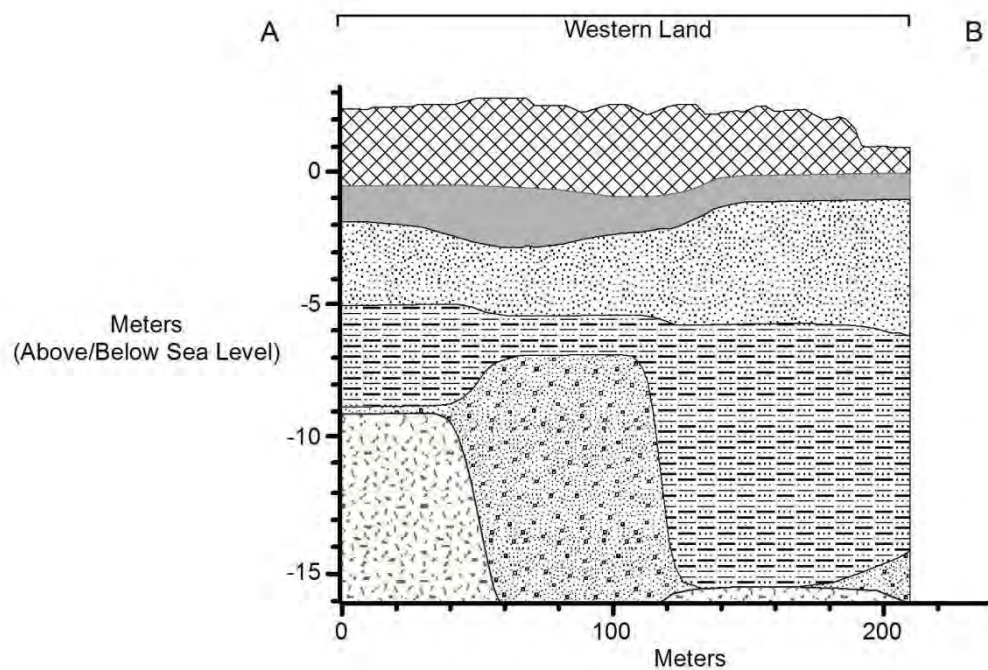 A
Western Land
B
0
-5
Meters
(Above/Below Sea Level)
-10
-15
0
100
200
Meters